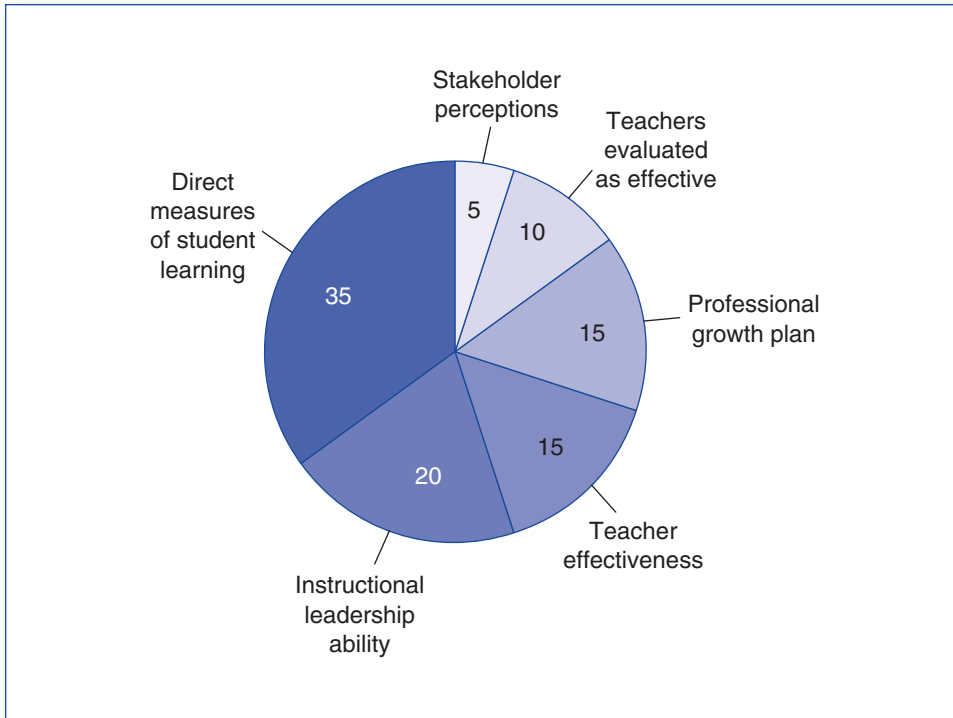 Stakeholder
perceptions
Teachers
evaluated
as effective
Direct
measures
of student
learning
5
10
35
Professional
growth plan
15
15
20
Teacher
effectiveness
Instructional
leadership
ability